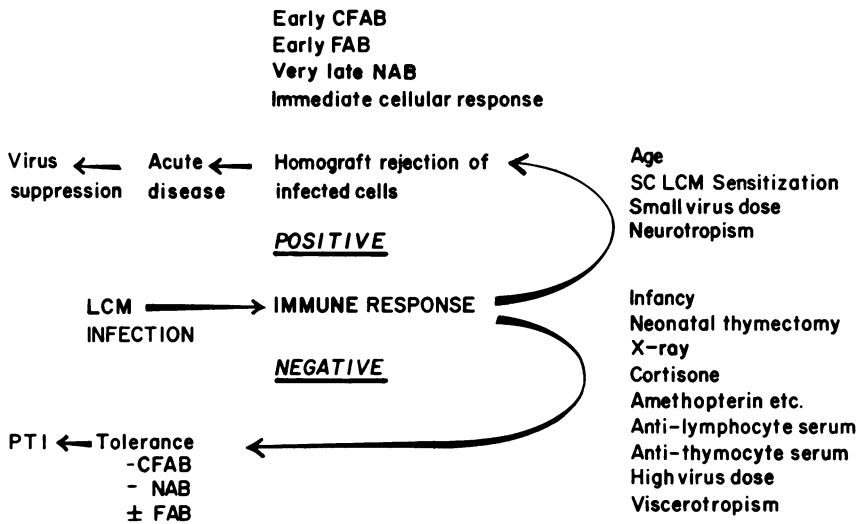 Early CFAB
Early FAB
Very late NAB
Immediate cellular response
Virus suppression
Acute disease
Homograft rejection of
infected cells
Age
SC LCM Sensitization
Small virus dose
Neurotropism
POSITIVE
LCM
INFECTION
IMMUNE RESPONSE
NEGATIVE
Infancy
Neonatal thymectomy
X-ray
Cortisone
Amethopterin etc.
Anti-lymphocyte serum
Anti-thymocyte serum
High virus dose
Viscerotropism
PTI
Tolerance
-CFAB
- NAB
± FAB